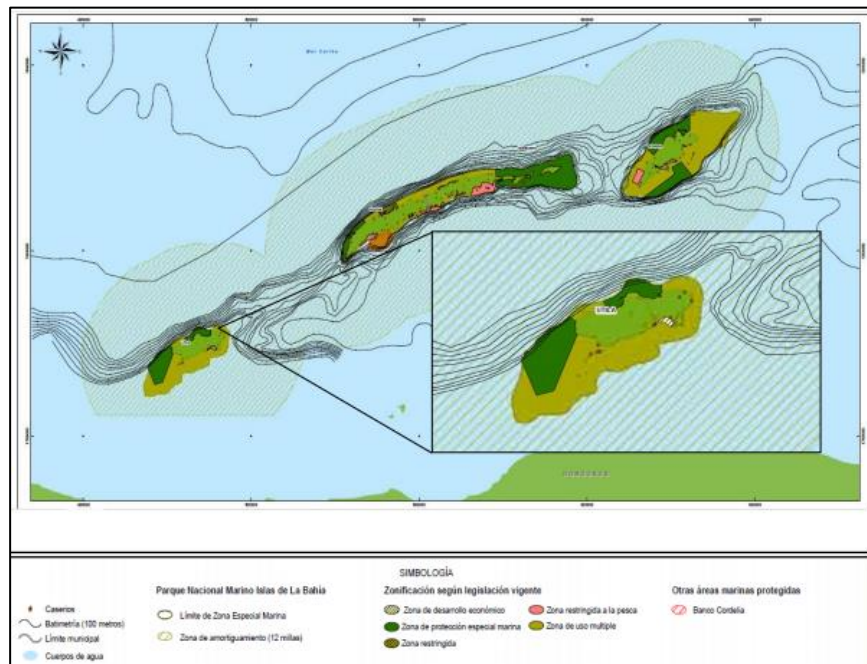 Mar Caribe
UTILA
HONDURAS
SIMBOLOGÍA
Caserios
Batimetría (100 metros)
Límite municipal
Cuerpos de agua
Parque Nacional Marino Islas de La Bahía
Límite de Zona Especial Marina
Zona de amortiguamiento (12 millas)
Zonificación según legislación vigente
Zona de desarrollo económico
Zona de protección especial marina
Zona restringida
Zona restringida a la pesca
Zona de uso multiple
Otras áreas marinas protegidas
Banco Cordelia